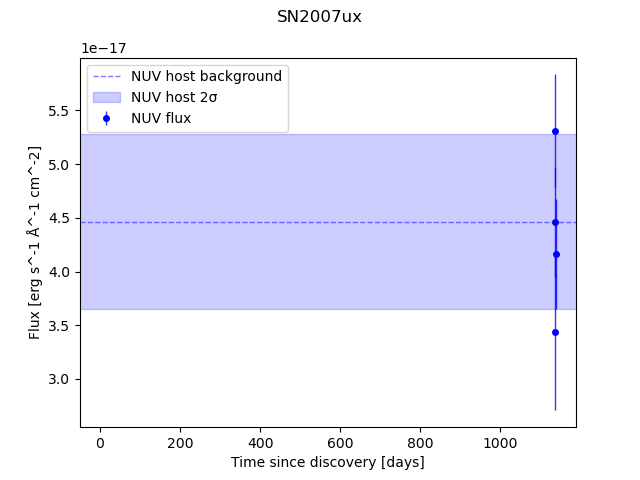 SN2007ux
1e−17
NUV host background
NUV host 2σ
NUV flux
5.5
5.0
4.5
4.0
3.5
3.0
Flux [erg s^-1 Å^-1 cm^-2]
0 200 400 600 800 1000
Time since discovery [days]